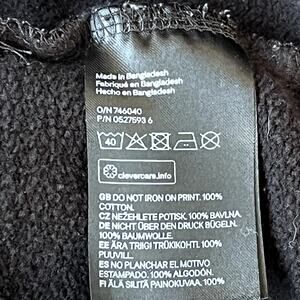 Made in Bangladesh
Fabriqué en Bangladesh
Hecho en Bangladesh
O/N 746040
P/N 0527593 6
40
clevercare.info
GB DO NOT IRON ON PRINT. 100%
COTTON.
CZ NEŽEHLETE POTISK. 100% BAVLNA.
DE NICHT ÜBER DEN DRUCK BÜGELN.
100% BAUMWOLLE.
EE ÄRA TRIIGI TRÜKIKOHTI. 100%
PUUVILL.
ES NO PLANCHAR EL MOTIVO
ESTAMPADO. 100% ALGODÓN.
FI ÄLÄ SILITÄ PAINOKUVAA. 100%